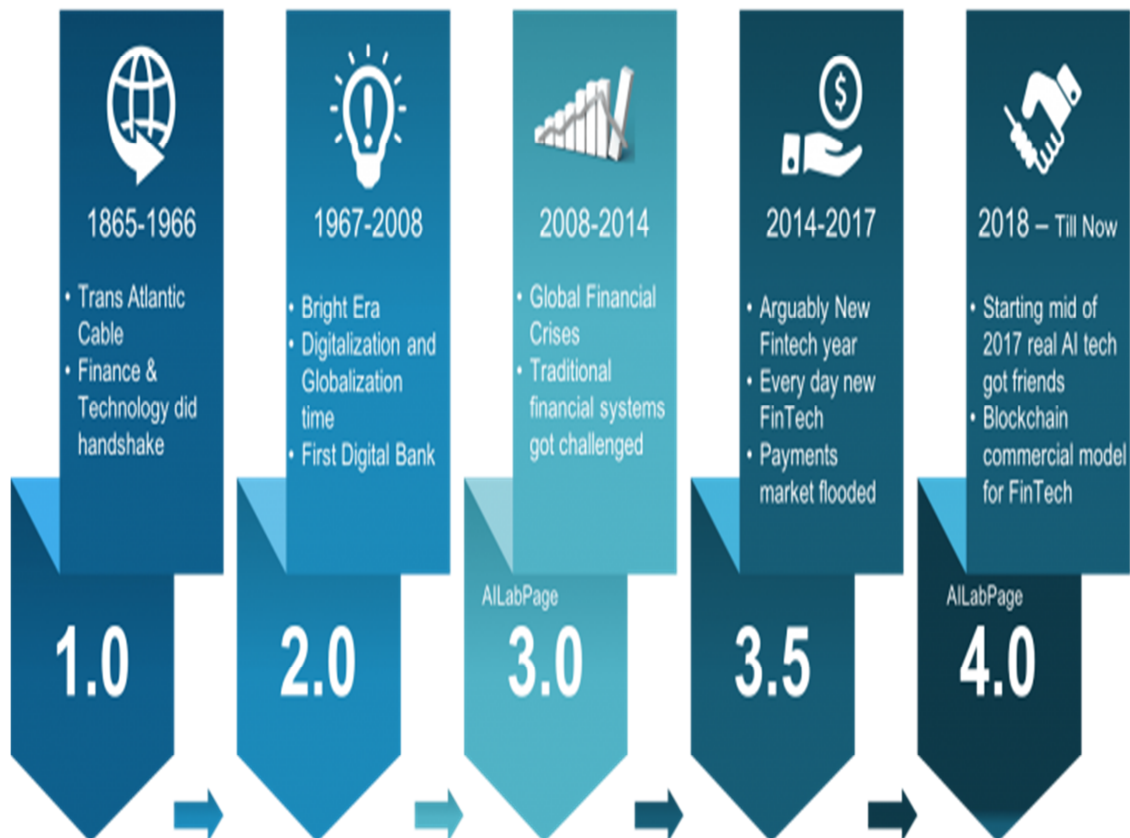 1865-1966
• Trans Atlantic
Cable
• Finance &
Technology did
handshake
1.0
1967-2008
• Bright Era
• Digitalization and
Globalization
time
• First Digital Bank
2.0
2008-2014
• Global Financial
Crises
• Traditional
financial systems
got challenged
AILabPage
3.0
2014-2017
• Arguably New
Fintech year
• Every day new
FinTech
• Payments
market flooded
3.5
2018 – Till Now
• Starting mid of
2017 real AI tech
got friends
• Blockchain
commercial model
for FinTech
AILabPage
4.0